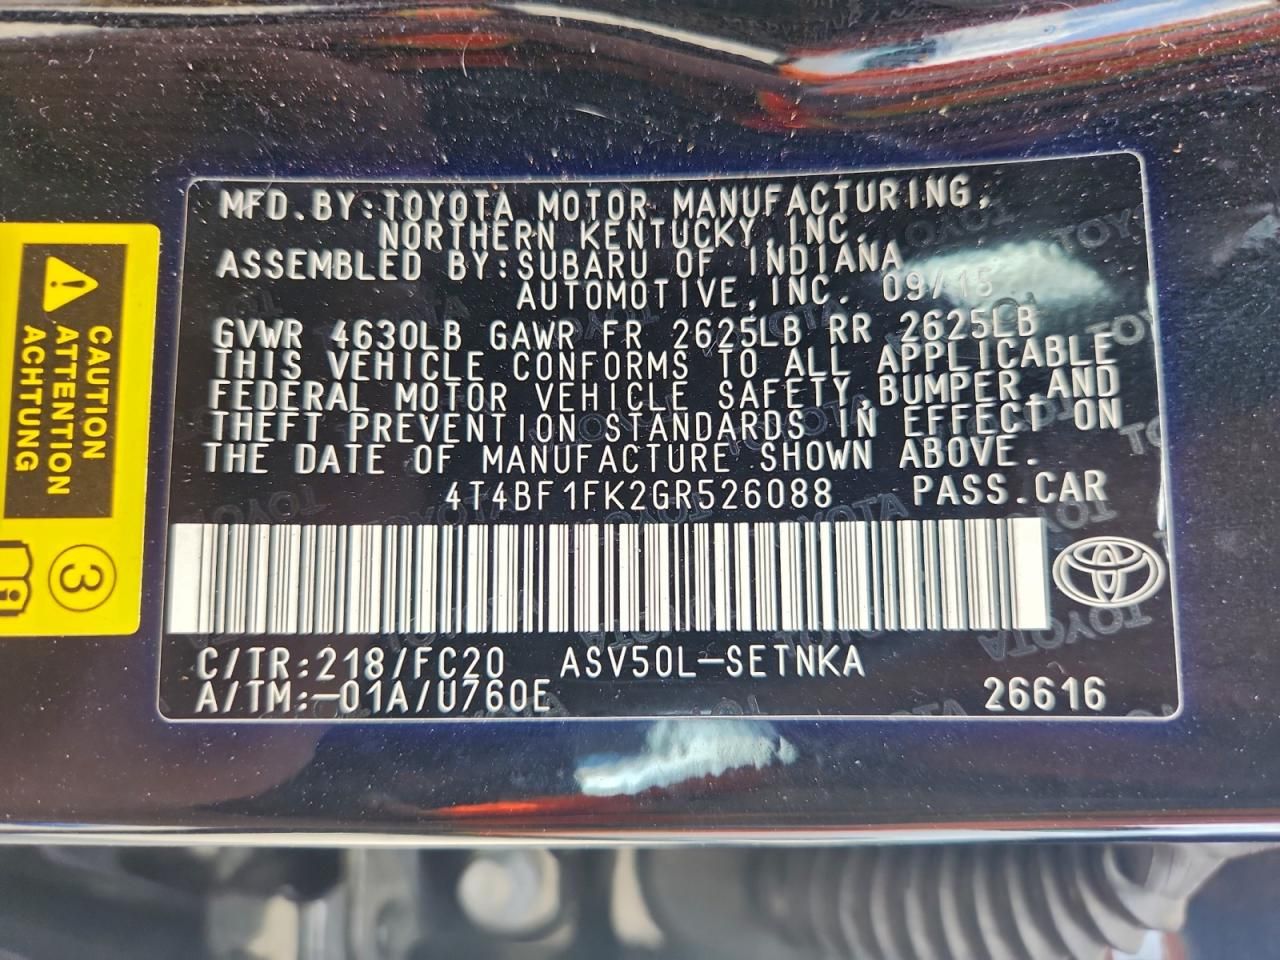 MFD.BY:TOYOTA MOTOR MANUFACTURING,
NORTHERN KENTUCKY,INC.
ASSEMBLED BY:SUBARU OF INDIANA
AUTOMOTIVE,INC. 09/15
GVWR 4630LB GAWR FR 2625LB RR 2625LB
THIS VEHICLE CONFORMS TO ALL APPLICABLE
FEDERAL MOTOR VEHICLE SAFETY,BUMPER,AND
THEFT PREVENTION STANDARDS IN EFFECT ON
THE DATE OF MANUFACTURE SHOWN ABOVE.
4T4BF1FK2GR526088 PASS.CAR
C/TR:218/FC20 ASV50L-SETNKA
A/TM:-01A/U760E 26616
CAUTION
ATTENTION
ACHTUNG
3